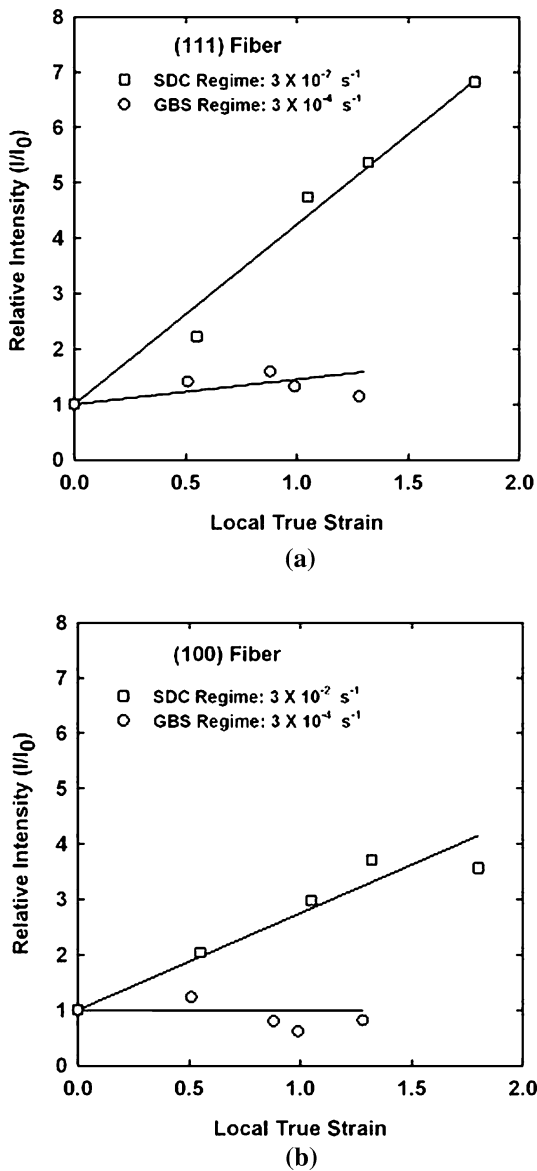 8
(111) Fiber
7
SDC Regime: 3 X 10⁻² s⁻¹
GBS Regime: 3 X 10⁻⁴ s⁻¹
6
5
4
3
2
1
0
Relative Intensity (I/I₀)
0.0 0.5 1.0 1.5 2.0
Local True Strain
(a)
8
(100) Fiber
7
SDC Regime: 3 X 10⁻² s⁻¹
GBS Regime: 3 X 10⁻⁴ s⁻¹
6
5
4
3
2
1
0
Relative Intensity (I/I₀)
0.0 0.5 1.0 1.5 2.0
Local True Strain
(b)